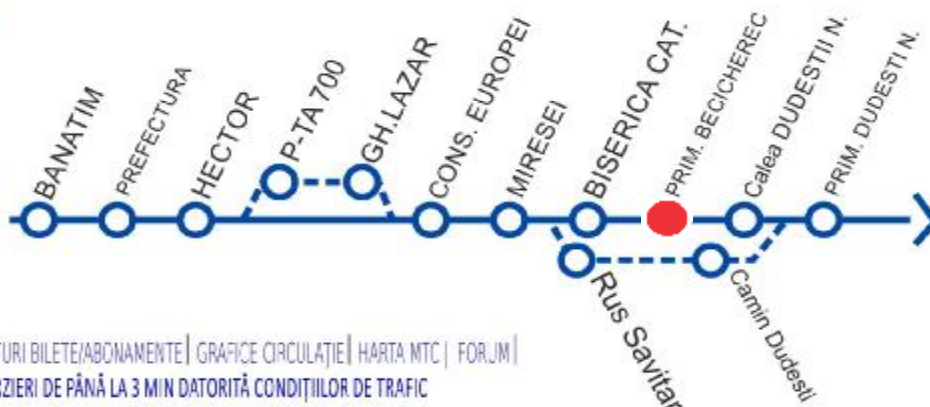 BANATIM
PREFECTURA
HECTOR
P-TA 700
GH.LAZAR
CONS. EUROPEI
MIRESEI
BISERICA CAT.
PRIM. BECICHEREC
Calea DUDESTII N.
PRIM. DUDESTI N.
Rus Savitar
Camin Dudesti
TURI BILETE/ABONAMENTE| GRAFICE CIRCULAȚIE| HARTA MTC | FORUM|
RZIERI DE PÂNĂ LA 3 MIN DATORITĂ CONDIȚIILOR DE TRAFIC